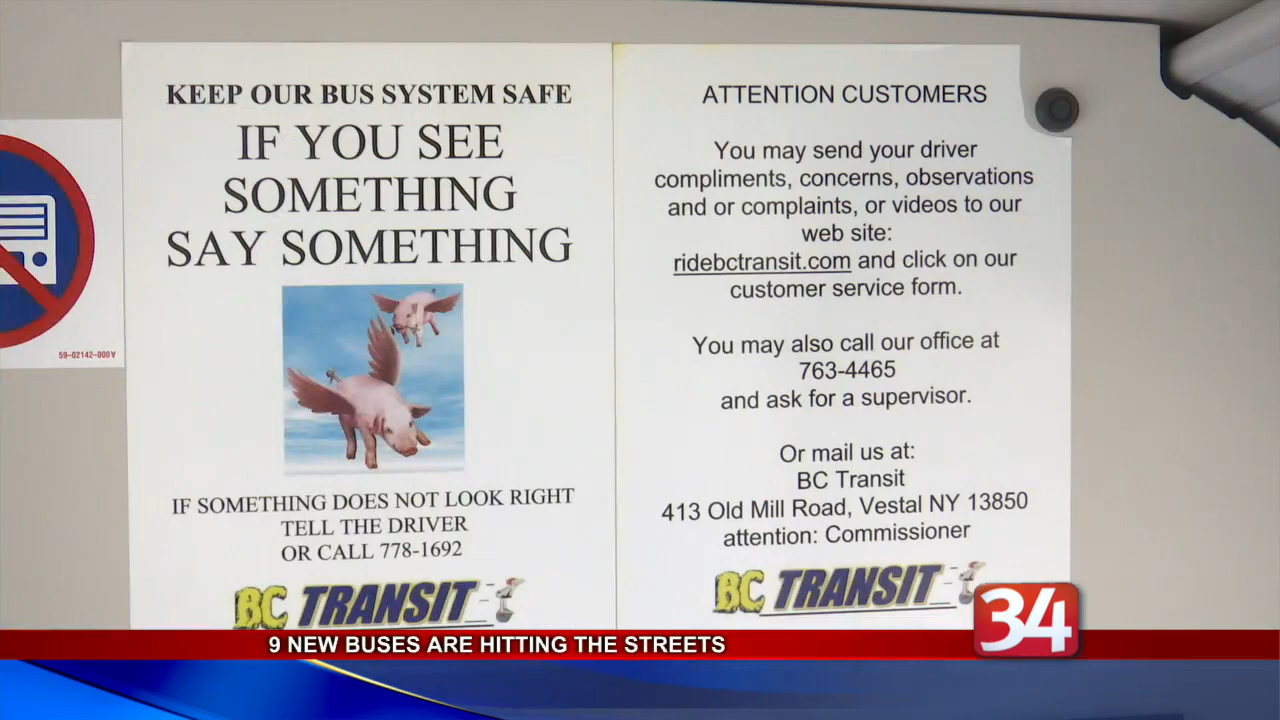 KEEP OUR BUS SYSTEM SAFE
IF YOU SEE
SOMETHING
SAY SOMETHING
IF SOMETHING DOES NOT LOOK RIGHT
TELL THE DRIVER
OR CALL 778-1692
BC TRANSIT
ATTENTION CUSTOMERS
You may send your driver
compliments, concerns, observations
and or complaints, or videos to our
web site:
ridebctransit.com and click on our
customer service form.
You may also call our office at
763-4465
and ask for a supervisor.
Or mail us at:
BC Transit
413 Old Mill Road, Vestal NY 13850
attention: Commissioner
BC TRANSIT
59-02142-000V
34
9 NEW BUSES ARE HITTING THE STREETS